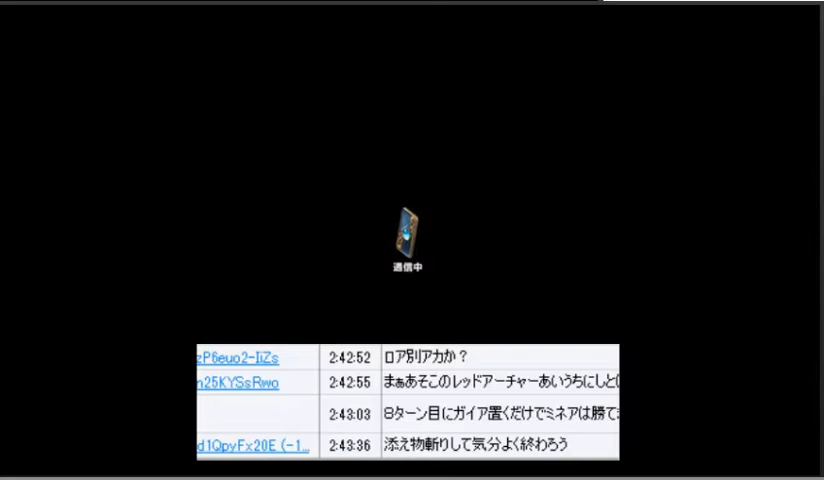 通信中
zP6euo2-IiZs 2:42:52 ロア別アカか？
n25KYSsRwo 2:42:55 まぁあそこのレッドアーチャーあいうちにしと
2:43:03 8ターン目にガイア置くだけでミネアは勝て
d1QpyFx20E (-1... 2:43:36 添え物斬りして気分よく終わろう